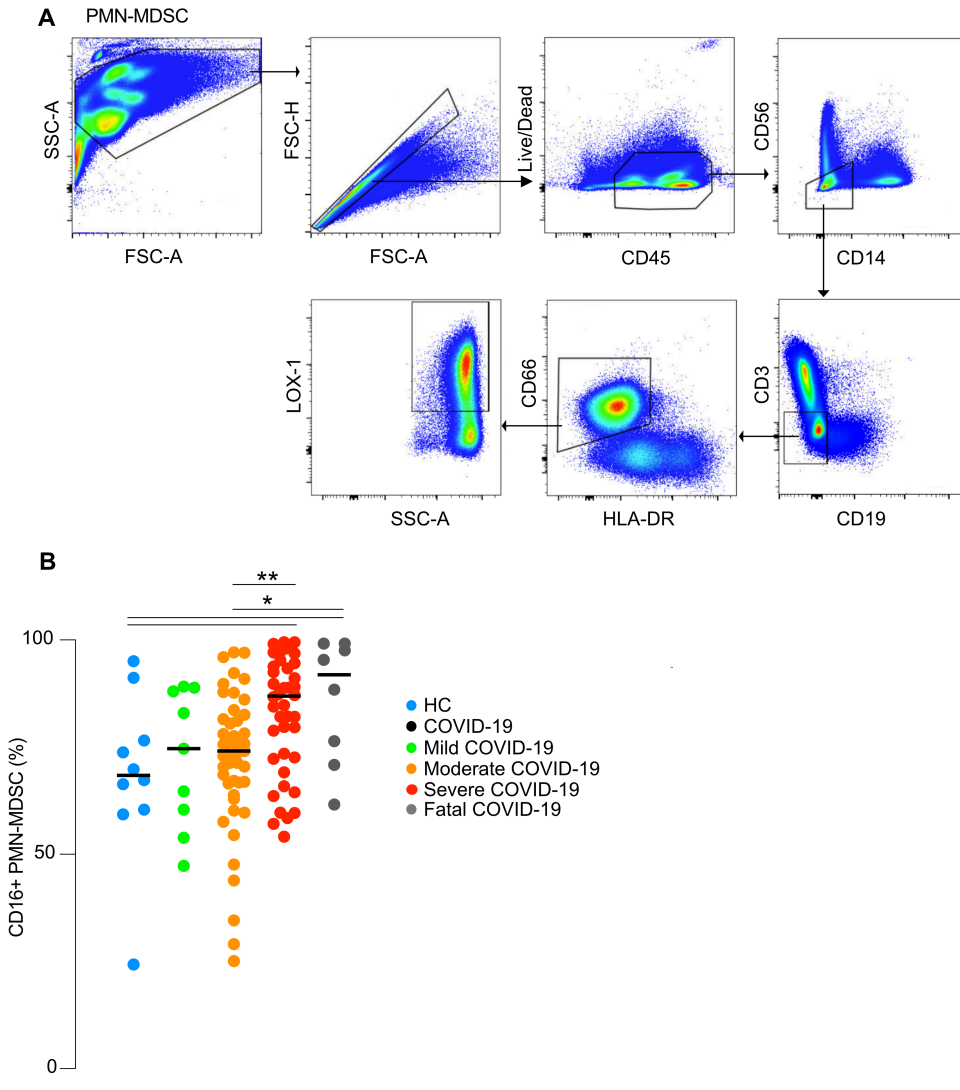 A
PMN-MDSC
SSC-A
FSC-A
FSC-H
FSC-A
Live/Dead
CD45
CD56
CD14
LOX-1
SSC-A
CD66
HLA-DR
CD3
CD19
B
**
*
100
50
0
CD16+ PMN-MDSC (%)
HC
COVID-19
Mild COVID-19
Moderate COVID-19
Severe COVID-19
Fatal COVID-19